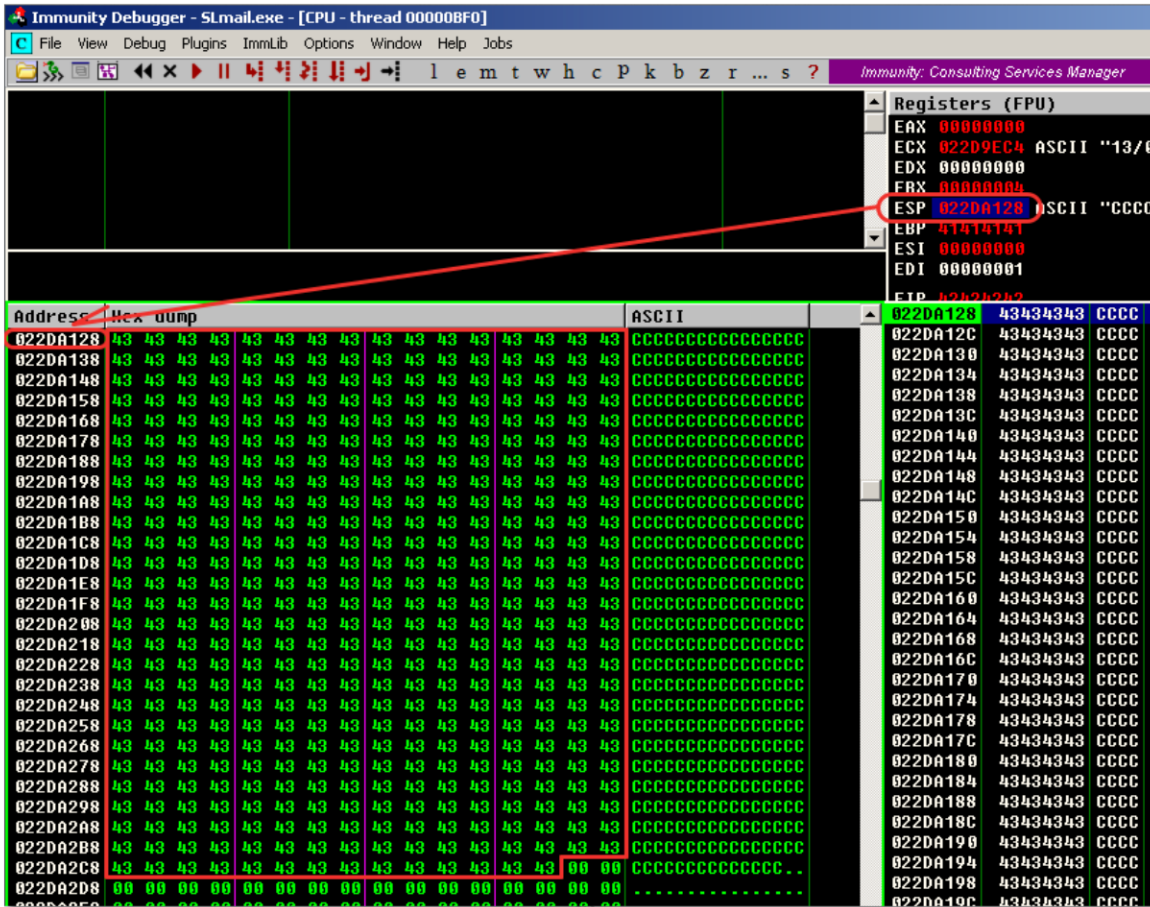 Immunity Debugger - SLmail.exe - [CPU - thread 00000BF0]
C File View Debug Plugins ImmLib Options Window Help Jobs
l e m t w h c P k b z r ... s ? Immunity: Consulting Services Manager
Registers (FPU)
EAX 00000000
ECX 022D9EC4 ASCII "13/0
EDX 00000000
EBX 00000004
ESP 022DA128 ASCII "CCCC
EBP 41414141
ESI 00000000
EDI 00000001
EIP 42424242
Address Hex dump ASCII
022DA128 43 43 43 43 43 43 43 43 43 43 43 43 43 43 43 43 CCCCCCCCCCCCCCCC
022DA138 43 43 43 43 43 43 43 43 43 43 43 43 43 43 43 43 CCCCCCCCCCCCCCCC
022DA148 43 43 43 43 43 43 43 43 43 43 43 43 43 43 43 43 CCCCCCCCCCCCCCCC
022DA158 43 43 43 43 43 43 43 43 43 43 43 43 43 43 43 43 CCCCCCCCCCCCCCCC
022DA168 43 43 43 43 43 43 43 43 43 43 43 43 43 43 43 43 CCCCCCCCCCCCCCCC
022DA178 43 43 43 43 43 43 43 43 43 43 43 43 43 43 43 43 CCCCCCCCCCCCCCCC
022DA188 43 43 43 43 43 43 43 43 43 43 43 43 43 43 43 43 CCCCCCCCCCCCCCCC
022DA198 43 43 43 43 43 43 43 43 43 43 43 43 43 43 43 43 CCCCCCCCCCCCCCCC
022DA1A8 43 43 43 43 43 43 43 43 43 43 43 43 43 43 43 43 CCCCCCCCCCCCCCCC
022DA1B8 43 43 43 43 43 43 43 43 43 43 43 43 43 43 43 43 CCCCCCCCCCCCCCCC
022DA1C8 43 43 43 43 43 43 43 43 43 43 43 43 43 43 43 43 CCCCCCCCCCCCCCCC
022DA1D8 43 43 43 43 43 43 43 43 43 43 43 43 43 43 43 43 CCCCCCCCCCCCCCCC
022DA1E8 43 43 43 43 43 43 43 43 43 43 43 43 43 43 43 43 CCCCCCCCCCCCCCCC
022DA1F8 43 43 43 43 43 43 43 43 43 43 43 43 43 43 43 43 CCCCCCCCCCCCCCCC
022DA208 43 43 43 43 43 43 43 43 43 43 43 43 43 43 43 43 CCCCCCCCCCCCCCCC
022DA218 43 43 43 43 43 43 43 43 43 43 43 43 43 43 43 43 CCCCCCCCCCCCCCCC
022DA228 43 43 43 43 43 43 43 43 43 43 43 43 43 43 43 43 CCCCCCCCCCCCCCCC
022DA238 43 43 43 43 43 43 43 43 43 43 43 43 43 43 43 43 CCCCCCCCCCCCCCCC
022DA248 43 43 43 43 43 43 43 43 43 43 43 43 43 43 43 43 CCCCCCCCCCCCCCCC
022DA258 43 43 43 43 43 43 43 43 43 43 43 43 43 43 43 43 CCCCCCCCCCCCCCCC
022DA268 43 43 43 43 43 43 43 43 43 43 43 43 43 43 43 43 CCCCCCCCCCCCCCCC
022DA278 43 43 43 43 43 43 43 43 43 43 43 43 43 43 43 43 CCCCCCCCCCCCCCCC
022DA288 43 43 43 43 43 43 43 43 43 43 43 43 43 43 43 43 CCCCCCCCCCCCCCCC
022DA298 43 43 43 43 43 43 43 43 43 43 43 43 43 43 43 43 CCCCCCCCCCCCCCCC
022DA2A8 43 43 43 43 43 43 43 43 43 43 43 43 43 43 43 43 CCCCCCCCCCCCCCCC
022DA2B8 43 43 43 43 43 43 43 43 43 43 43 43 43 43 43 43 CCCCCCCCCCCCCCCC
022DA2C8 43 43 43 43 43 43 43 43 43 43 43 43 43 43 00 00 CCCCCCCCCCCCCC..
022DA2D8 00 00 00 00 00 00 00 00 00 00 00 00 00 00 00 00 ................
022DA128 43434343 CCCC
022DA12C 43434343 CCCC
022DA130 43434343 CCCC
022DA134 43434343 CCCC
022DA138 43434343 CCCC
022DA13C 43434343 CCCC
022DA140 43434343 CCCC
022DA144 43434343 CCCC
022DA148 43434343 CCCC
022DA14C 43434343 CCCC
022DA150 43434343 CCCC
022DA154 43434343 CCCC
022DA158 43434343 CCCC
022DA15C 43434343 CCCC
022DA160 43434343 CCCC
022DA164 43434343 CCCC
022DA168 43434343 CCCC
022DA16C 43434343 CCCC
022DA170 43434343 CCCC
022DA174 43434343 CCCC
022DA178 43434343 CCCC
022DA17C 43434343 CCCC
022DA180 43434343 CCCC
022DA184 43434343 CCCC
022DA188 43434343 CCCC
022DA18C 43434343 CCCC
022DA190 43434343 CCCC
022DA194 43434343 CCCC
022DA198 43434343 CCCC
022DA19C 43434343 CCCC